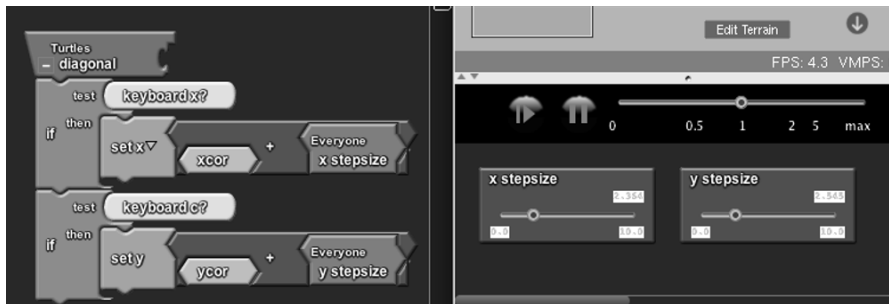 Turtles
diagonal
test keyboard x?
if then
set x xcor + Everyone x stepsize
test keyboard c?
if then
set y ycor + Everyone y stepsize
Edit Terrain
FPS: 4.3 VMPS:
0 0.5 1 2 5 max
x stepsize
2.364
0.0 10.0
y stepsize
2.545
0.0 10.0